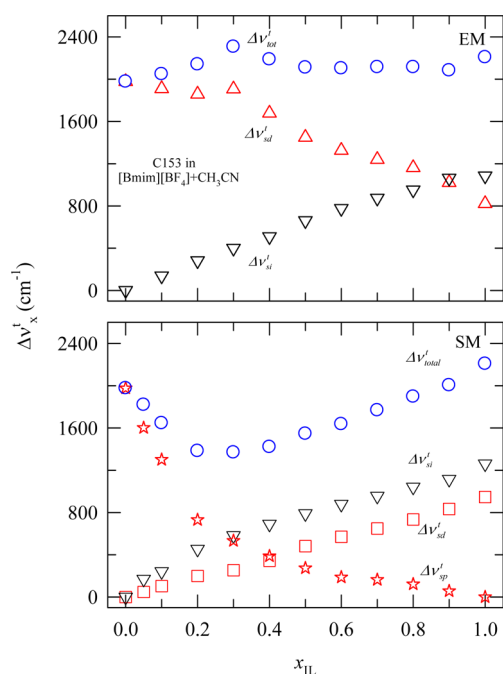 2400
1600
800
0
Δν^t_tot
EM
Δν^t_sd
C153 in
[Bmim][BF₄]+CH₃CN
Δν^t_si
Δν^t_x (cm⁻¹)
2400
1600
800
0
SM
Δν^t_total
Δν^t_si
Δν^t_sd
Δν^t_sp
0.0 0.2 0.4 0.6 0.8 1.0
x_IL